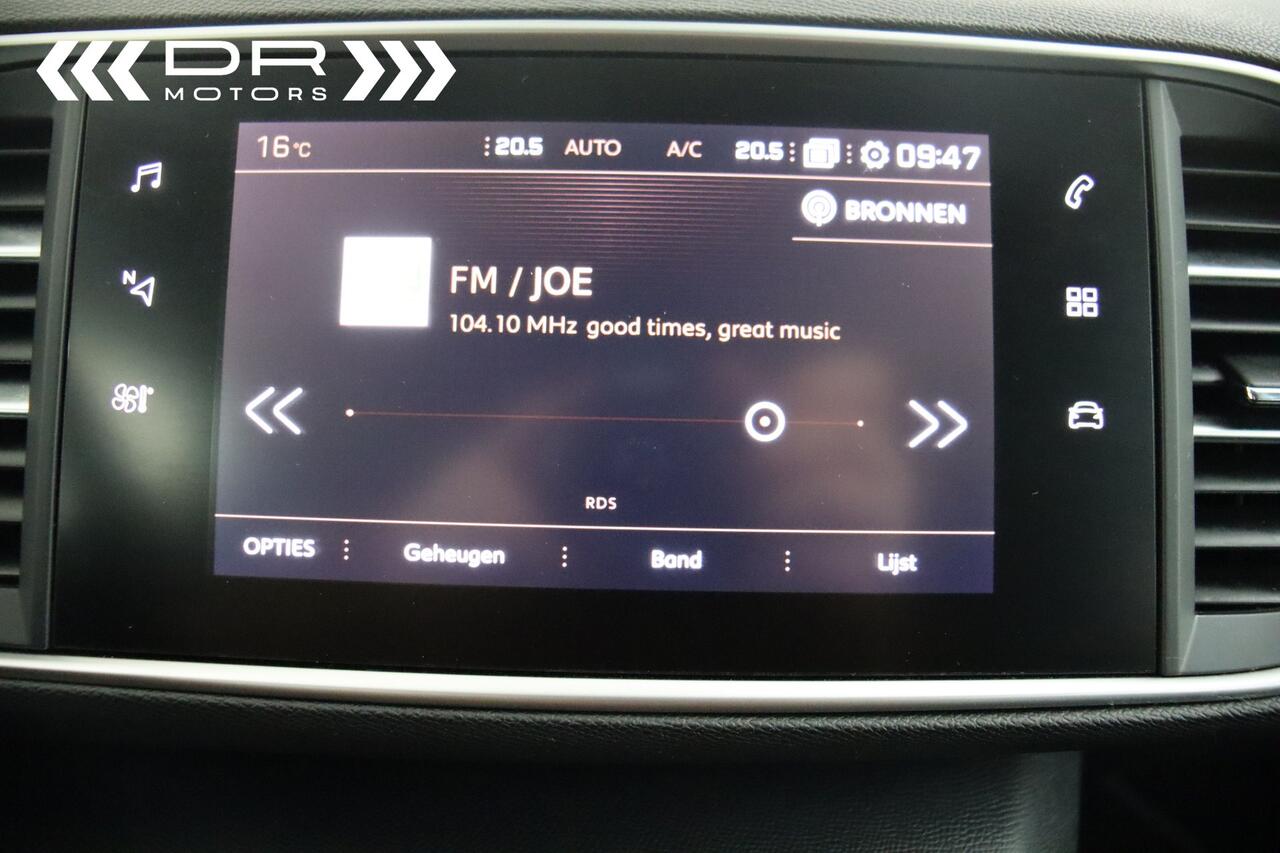 DR
MOTORS
16°C 20.5 AUTO A/C 20.5 09:47
BRONNEN
N
FM / JOE
104.10 MHz good times, great music
RDS
OPTIES Geheugen Band Lijst